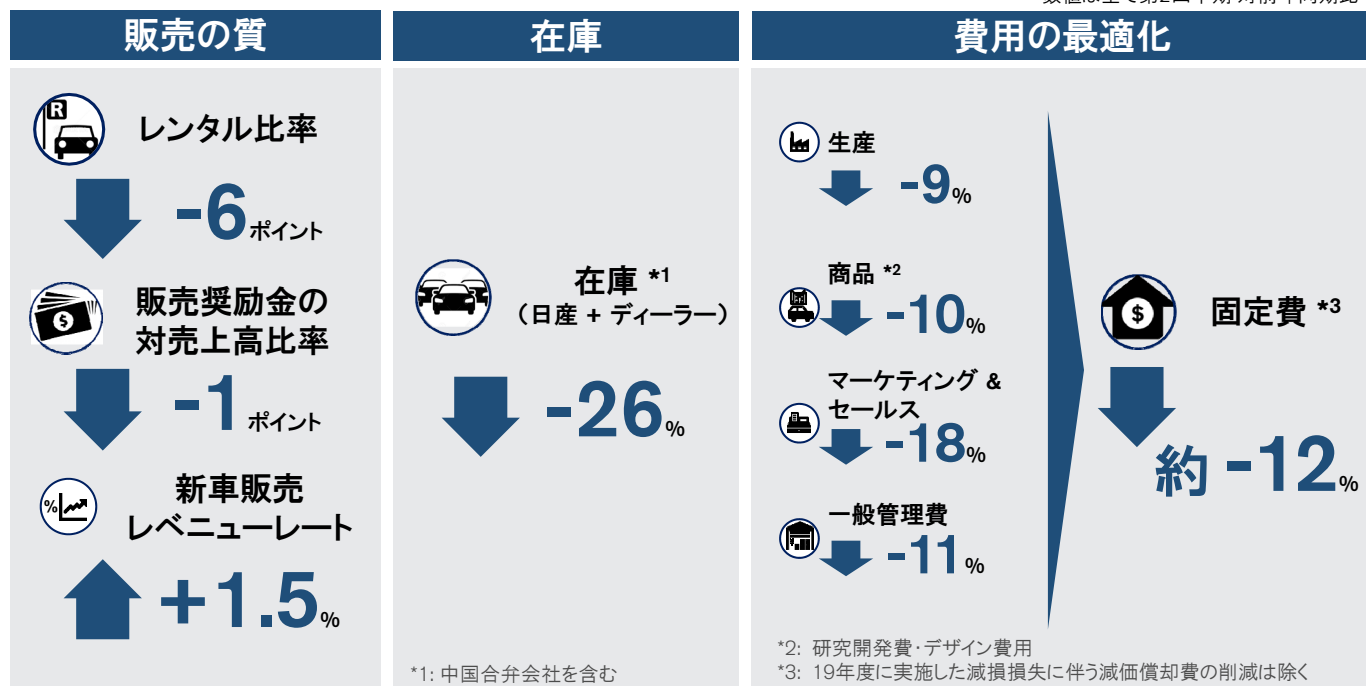 販売の質
レンタル比率
-6ポイント
販売奨励金の
対売上高比率
-1ポイント
%
新車販売
レベニューレート
+1.5%
在庫
在庫 *1
（日産 + ディーラー）
-26%
*1: 中国合弁会社を含む
費用の最適化
生産
-9%
商品 *2
-10%
マーケティング &
セールス
-18%
一般管理費
-11%
$
固定費 *3
約 -12%
*2: 研究開発費・デザイン費用
*3: 19年度に実施した減損損失に伴う減価償却費の削減は除く